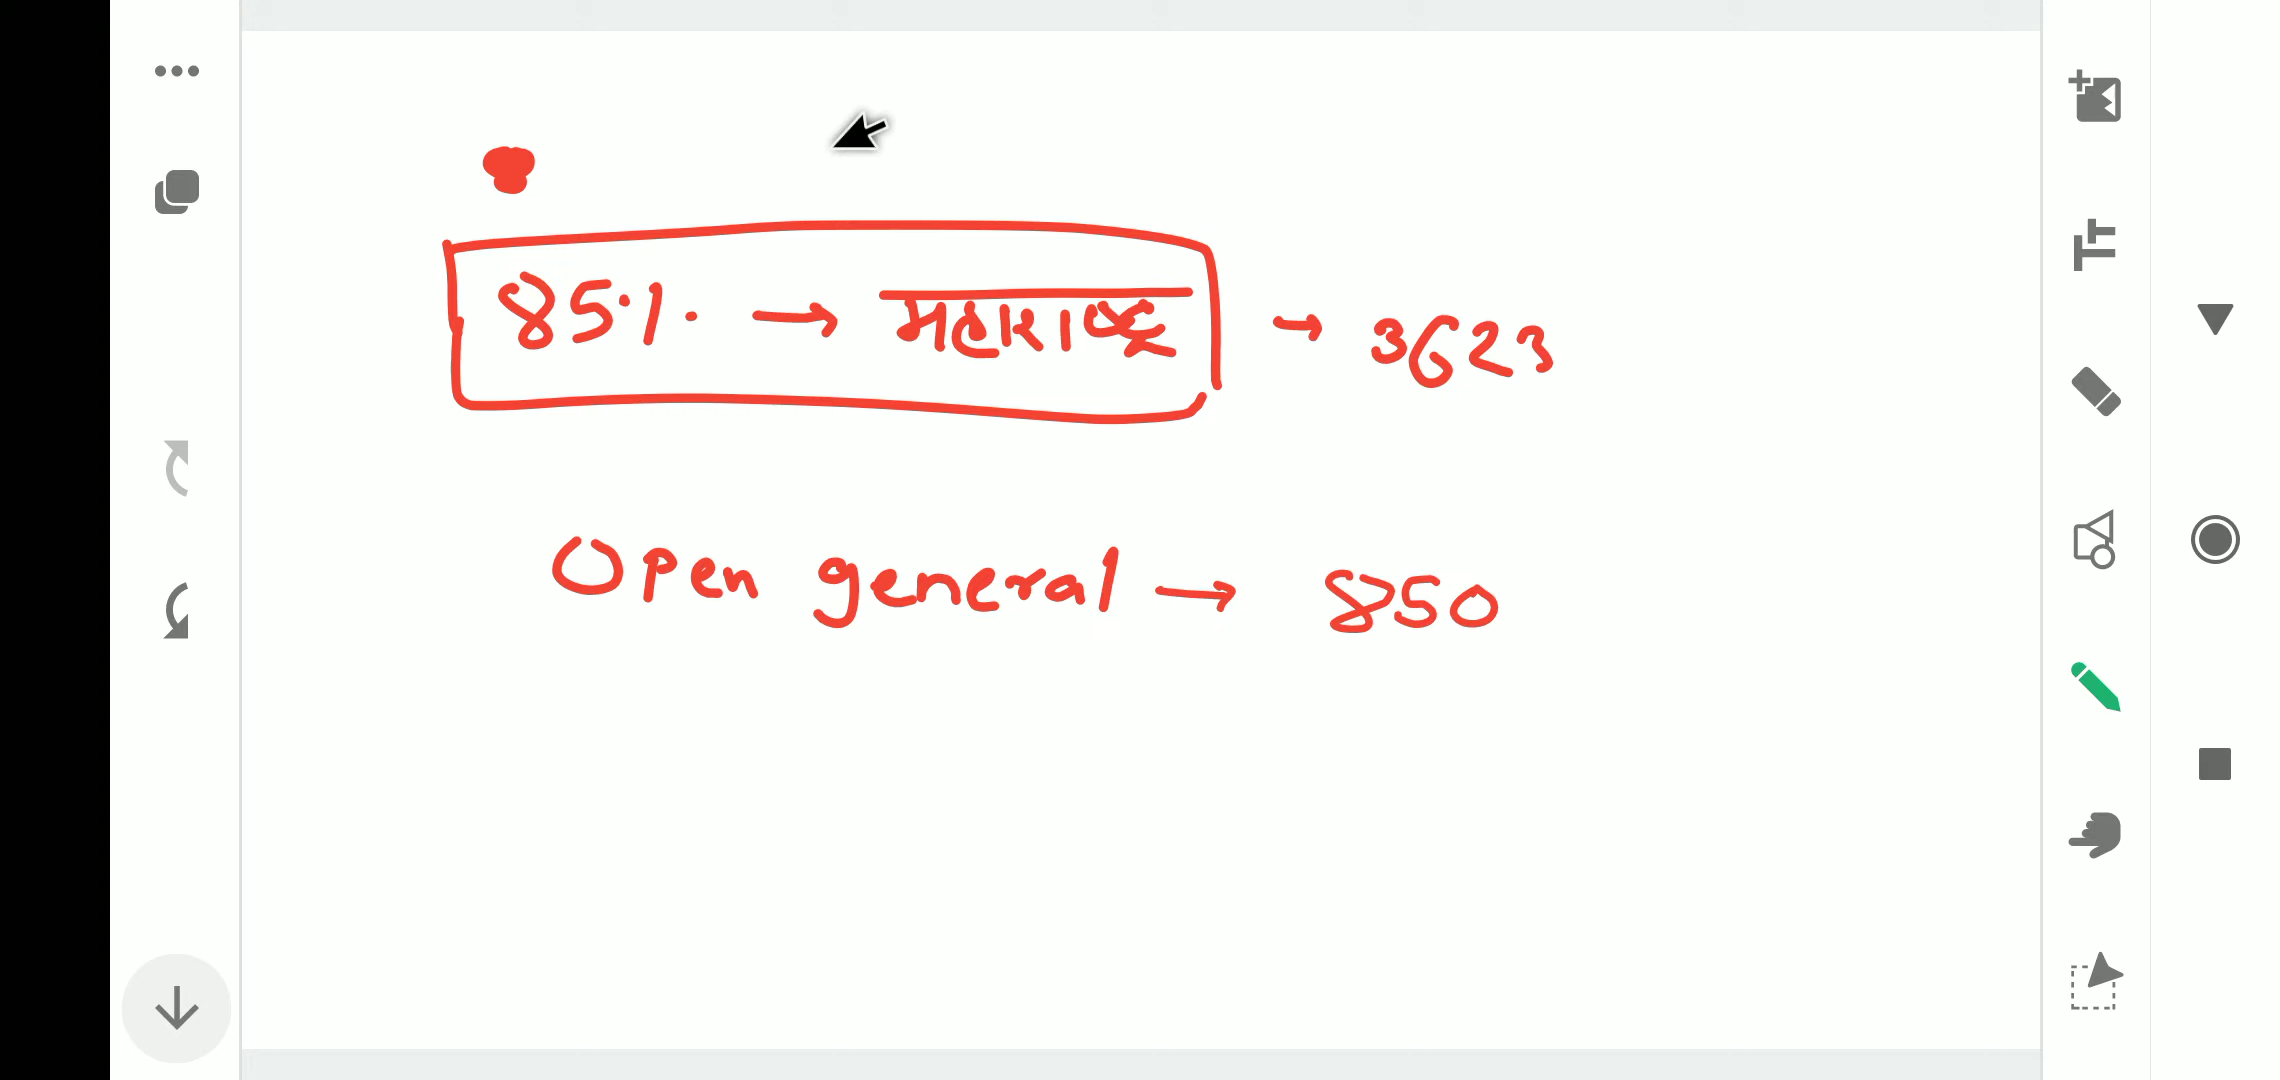 85% → महाराष्ट्र → 3623
Open general → 850